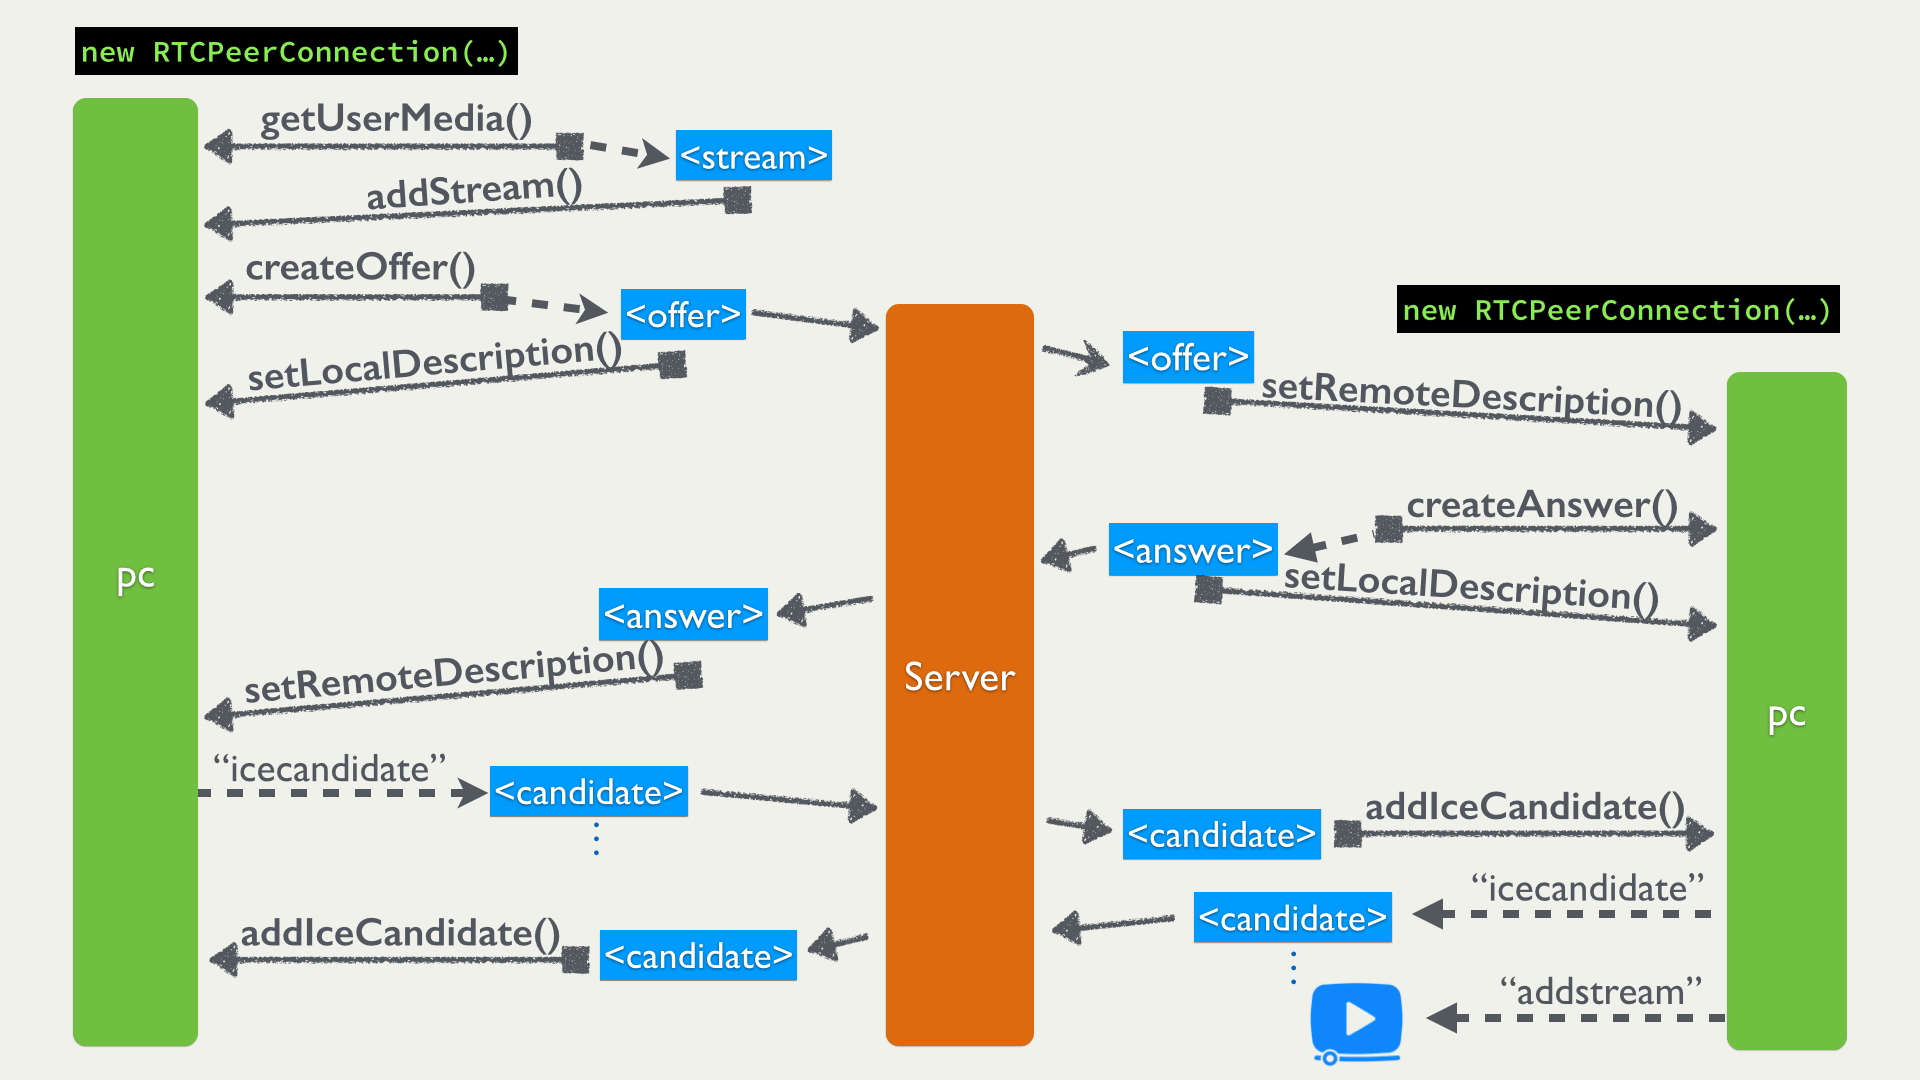 new RTCPeerConnection(…)
getUserMedia()
<stream>
addStream()
createOffer()
<offer>
setLocalDescription()
new RTCPeerConnection(…)
<offer>
setRemoteDescription()
createAnswer()
<answer>
setLocalDescription()
pc
<answer>
setRemoteDescription()
Server
pc
“icecandidate”
<candidate>
<candidate>
addIceCandidate()
“icecandidate”
<candidate>
addIceCandidate()
<candidate>
“addstream”